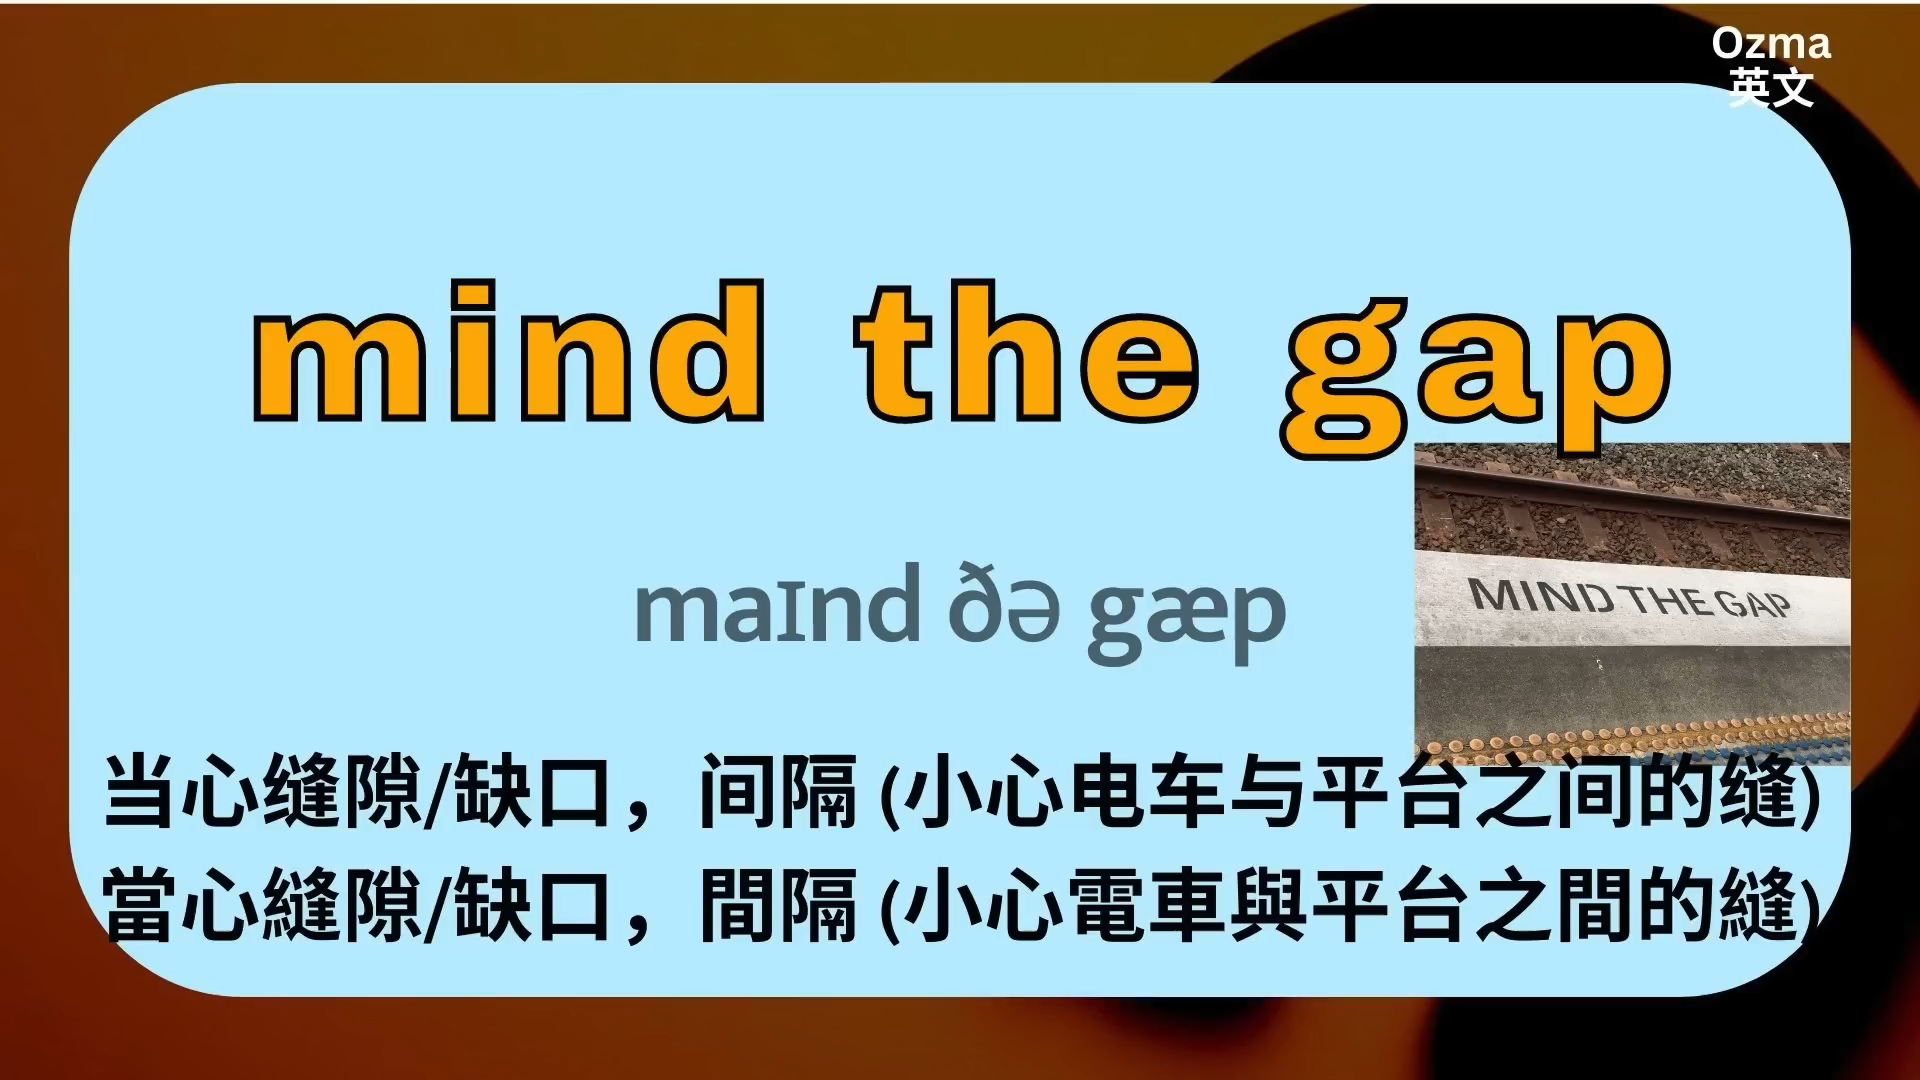 Ozma
英文
mind the gap
maɪnd ðə gæp
MIND THE GAP
当心缝隙/缺口，间隔 (小心电车与平台之间的缝)
當心縫隙/缺口，間隔 (小心電車與平台之間的縫)